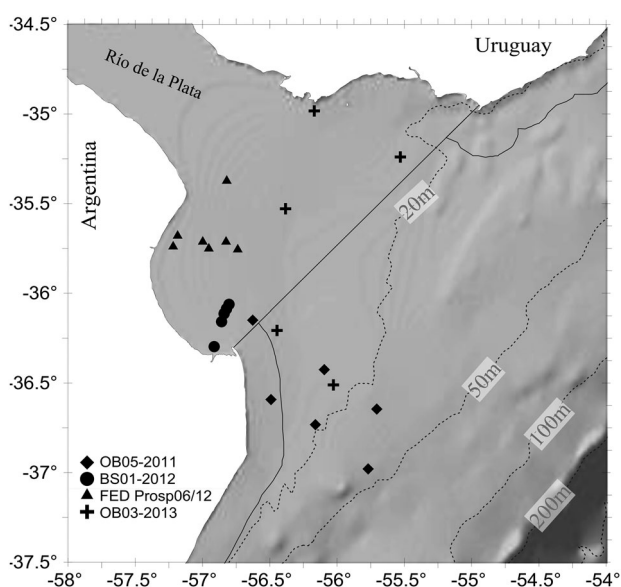 -34.5°
-35°
-35.5°
-36°
-36.5°
-37°
-37.5°
Uruguay
Río de la Plata
Argentina
20m
50m
100m
200m
OB05-2011
BS01-2012
FED Prosp06/12
OB03-2013
-58° -57.5° -57° -56.5° -56° -55.5° -55° -54.5° -54°